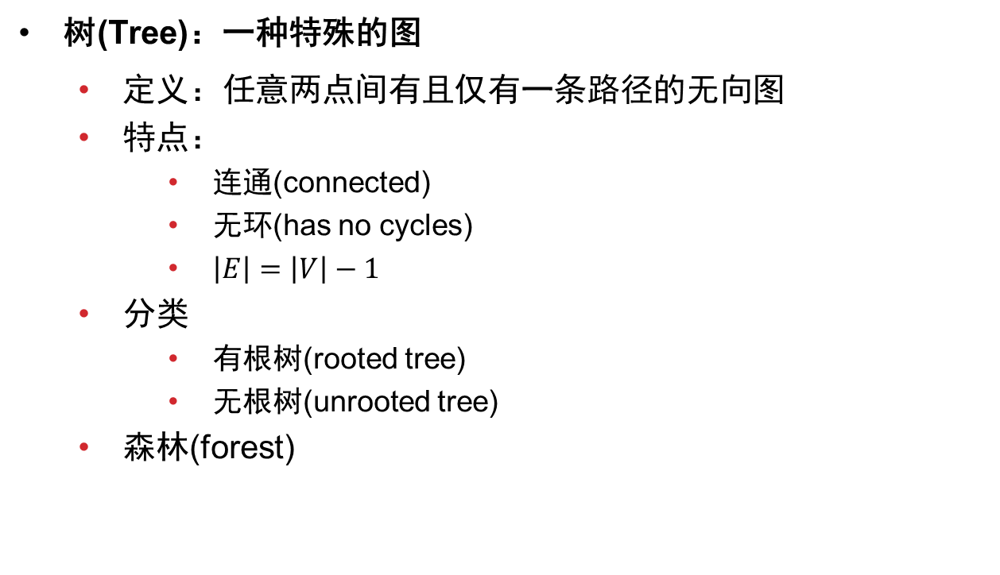 • 树(Tree)：一种特殊的图
• 定义：任意两点间有且仅有一条路径的无向图
• 特点：
• 连通(connected)
• 无环(has no cycles)
• |E| = |V| − 1
• 分类
• 有根树(rooted tree)
• 无根树(unrooted tree)
• 森林(forest)